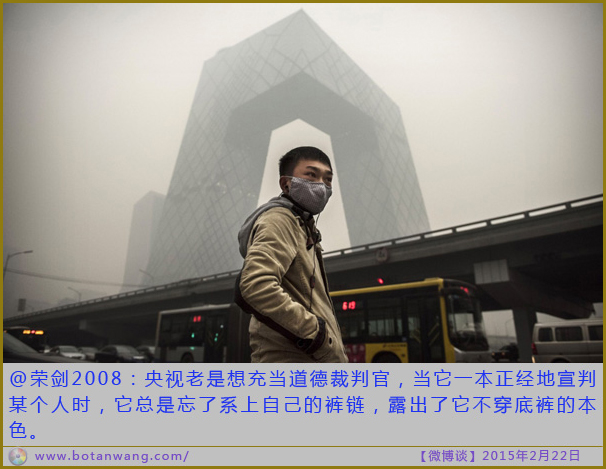 619
619
@荣剑2008：央视老是想充当道德裁判官，当它一本正经地宣判
某个人时，它总是忘了系上自己的裤链，露出了它不穿底裤的本
色。
www.botanwang.com/
【微博谈】2015年2月22日